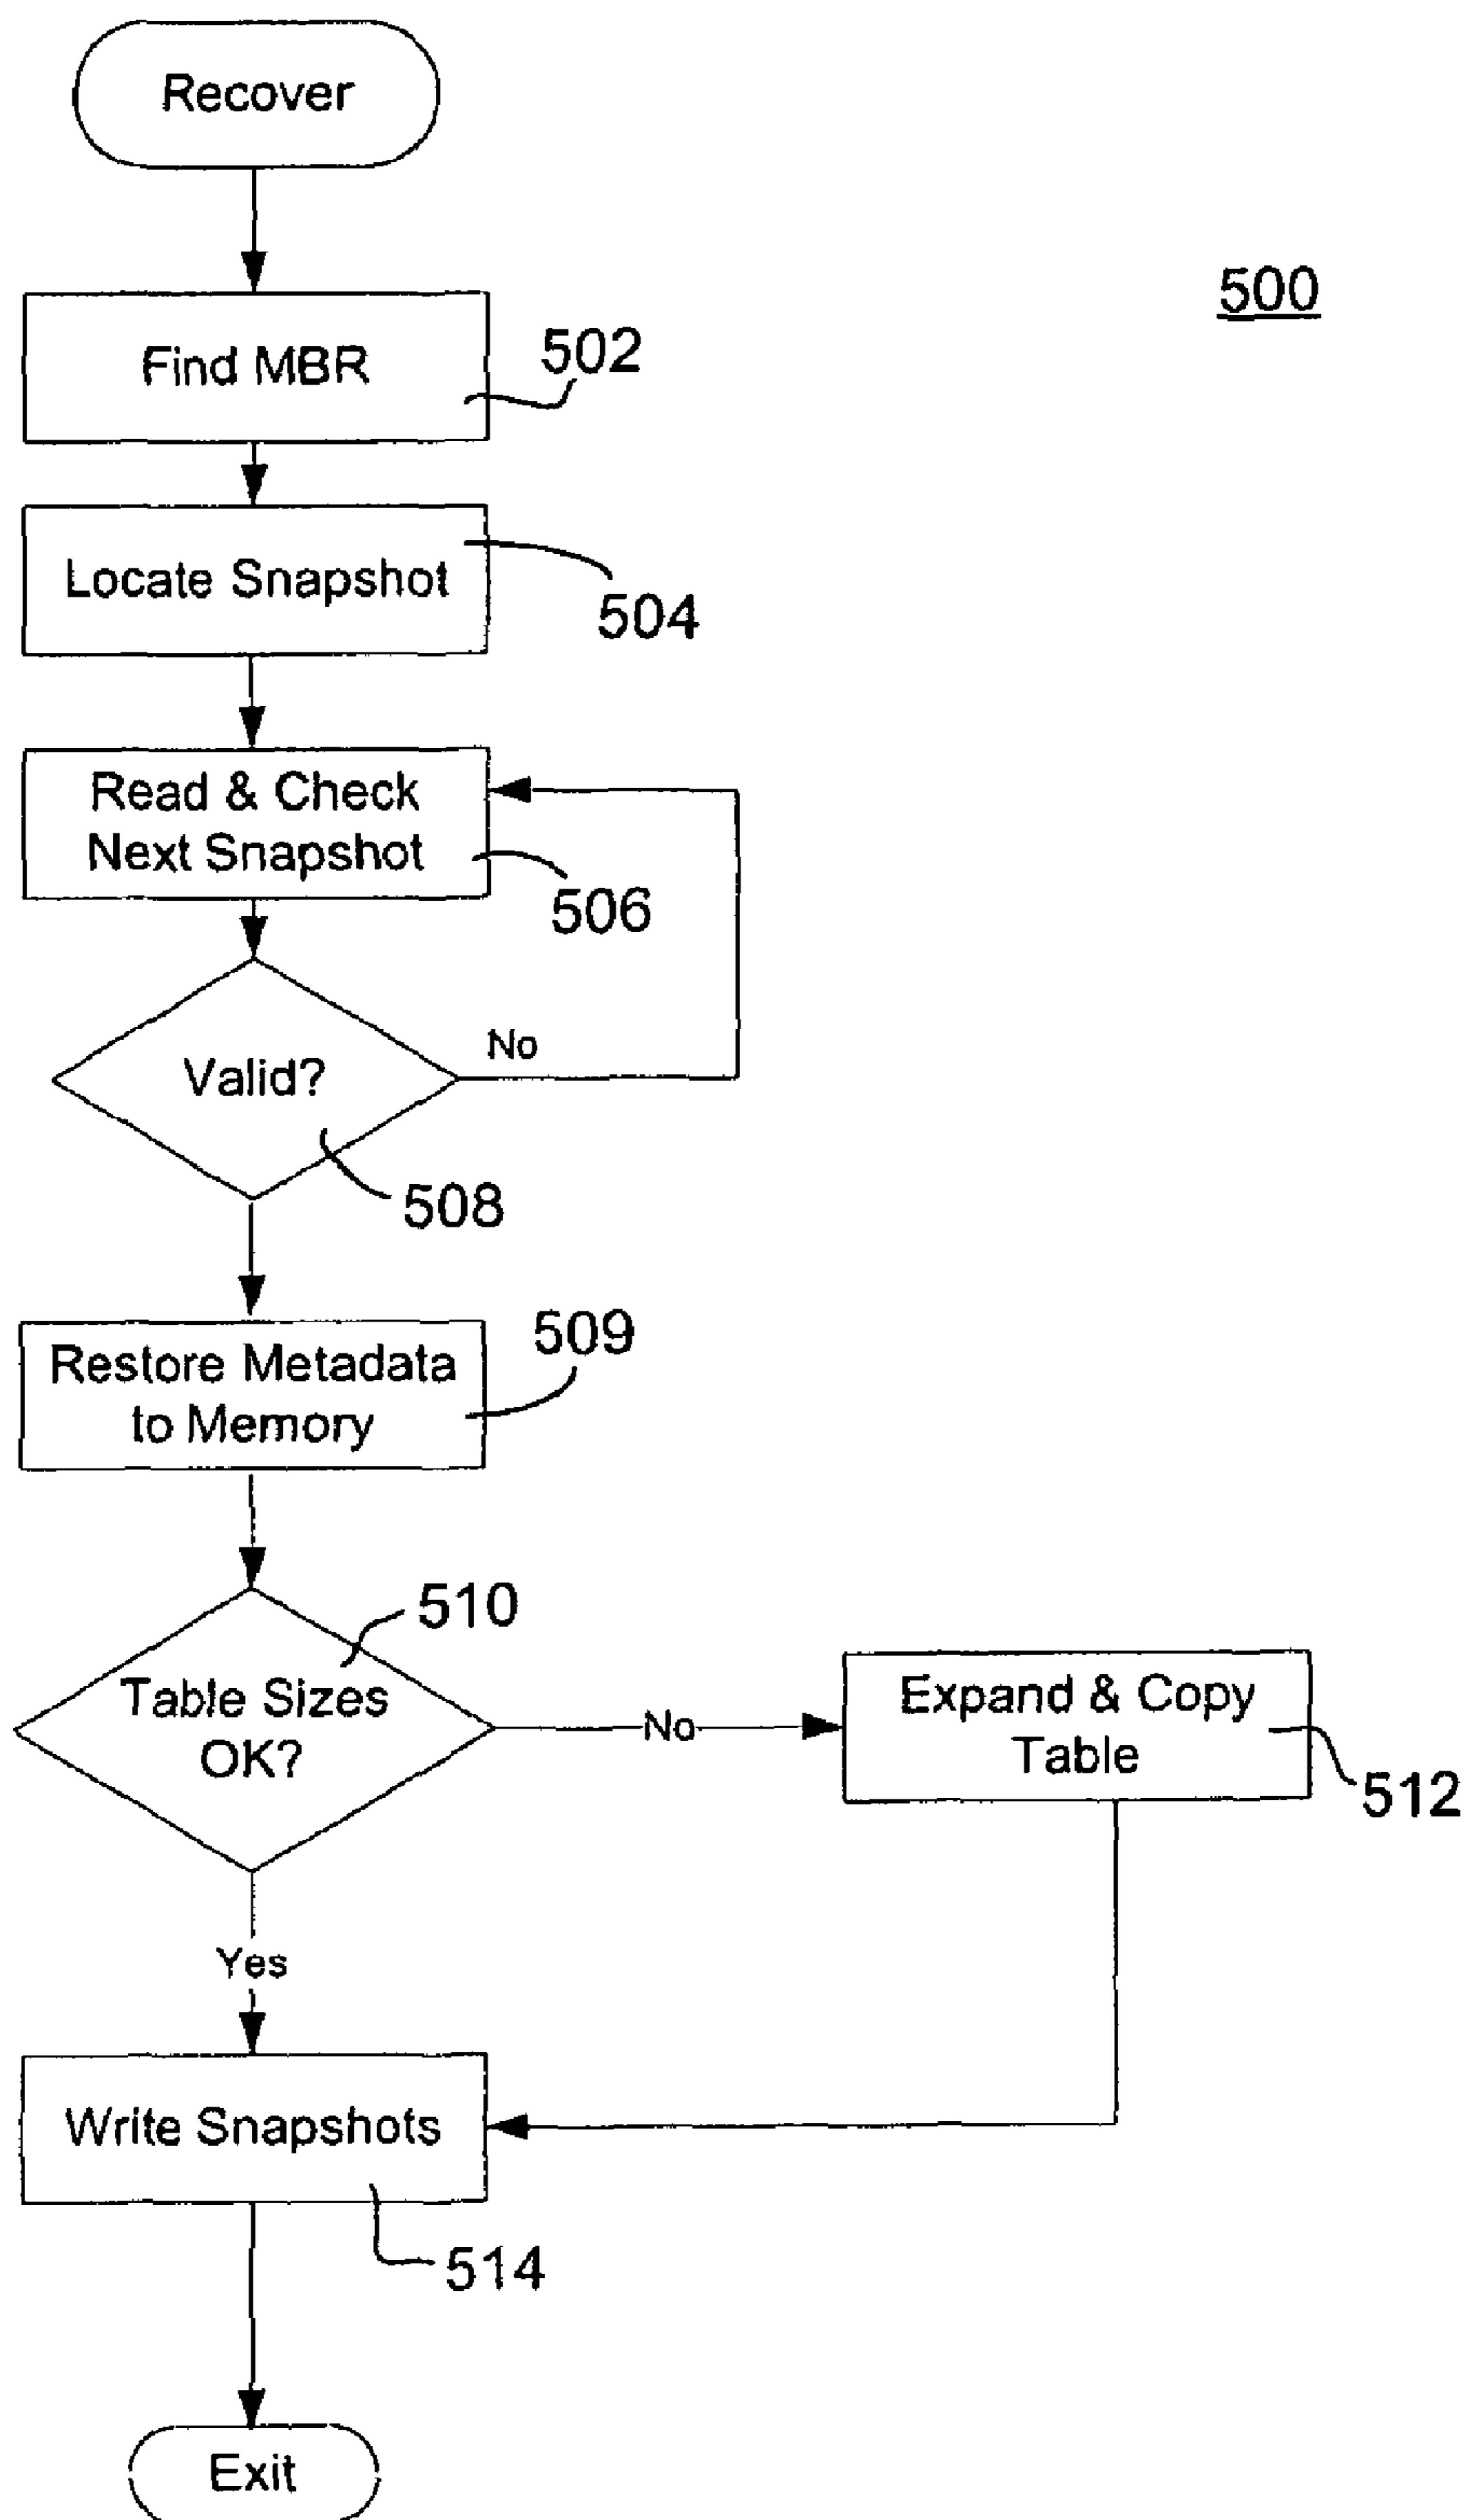 Recover
500
Find MBR
502
Locate Snapshot
504
Read & Check
Next Snapshot
506
Valid?
No
508
Restore Metadata
to Memory
509
510
Table Sizes
OK?
No
Expand & Copy
Table
512
Yes
Write Snapshots
514
Exit